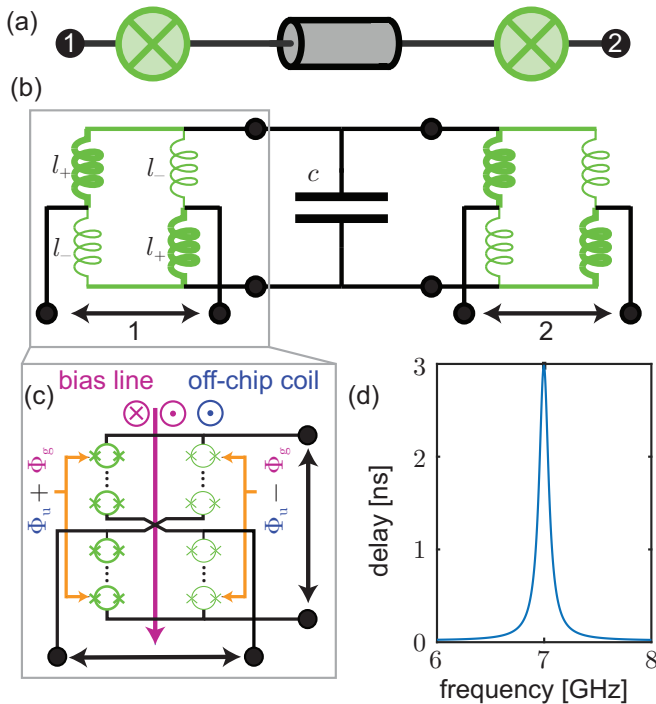 (a)
1
2
(b)
l₊
l₋
c
l₋
l₊
1
2
(c)
bias line
off-chip coil
Φᵤ + Φg
Φᵤ − Φg
(d)
3
2
1
0
delay [ns]
6
7
8
frequency [GHz]